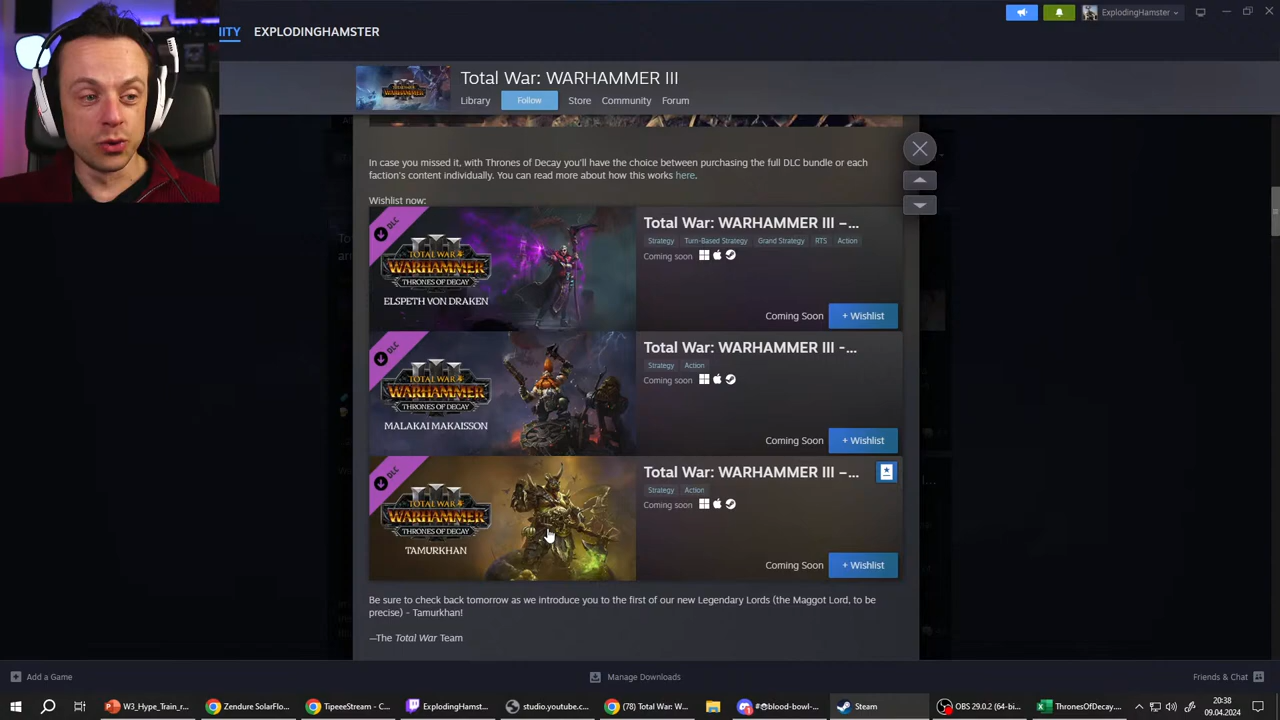 ExplodingHamster
ITY EXPLODINGHAMSTER
Total War: WARHAMMER III
Library Follow Store Community Forum
In case you missed it, with Thrones of Decay you'll have the choice between purchasing the full DLC bundle or each
faction's content individually. You can read more about how this works here.
Wishlist now:
DLC
TOTAL WAR
WARHAMMER
III
THRONES OF DECAY
ELSPETH VON DRAKEN
Total War: WARHAMMER III –...
Strategy Turn-Based Strategy Grand Strategy RTS Action
Coming soon
Coming Soon + Wishlist
DLC
TOTAL WAR
WARHAMMER
III
THRONES OF DECAY
MALAKAI MAKAISSON
Total War: WARHAMMER III -...
Strategy Action
Coming soon
Coming Soon + Wishlist
DLC
TOTAL WAR
WARHAMMER
III
THRONES OF DECAY
TAMURKHAN
Total War: WARHAMMER III –...
Strategy Action
Coming soon
Coming Soon + Wishlist
Be sure to check back tomorrow as we introduce you to the first of our new Legendary Lords (the Maggot Lord, to be
precise) - Tamurkhan!
—The Total War Team
Add a Game Manage Downloads Friends & Chat
W3_Hype_Train_r... Zendure SolarFlo... TipeeeStream - C... ExplodingHamst... studio.youtube.c... (78) Total War: W... #blood-bowl-... Steam OBS 29.0.2 (64-bi... ThronesOfDecay....
20:38
09.04.2024